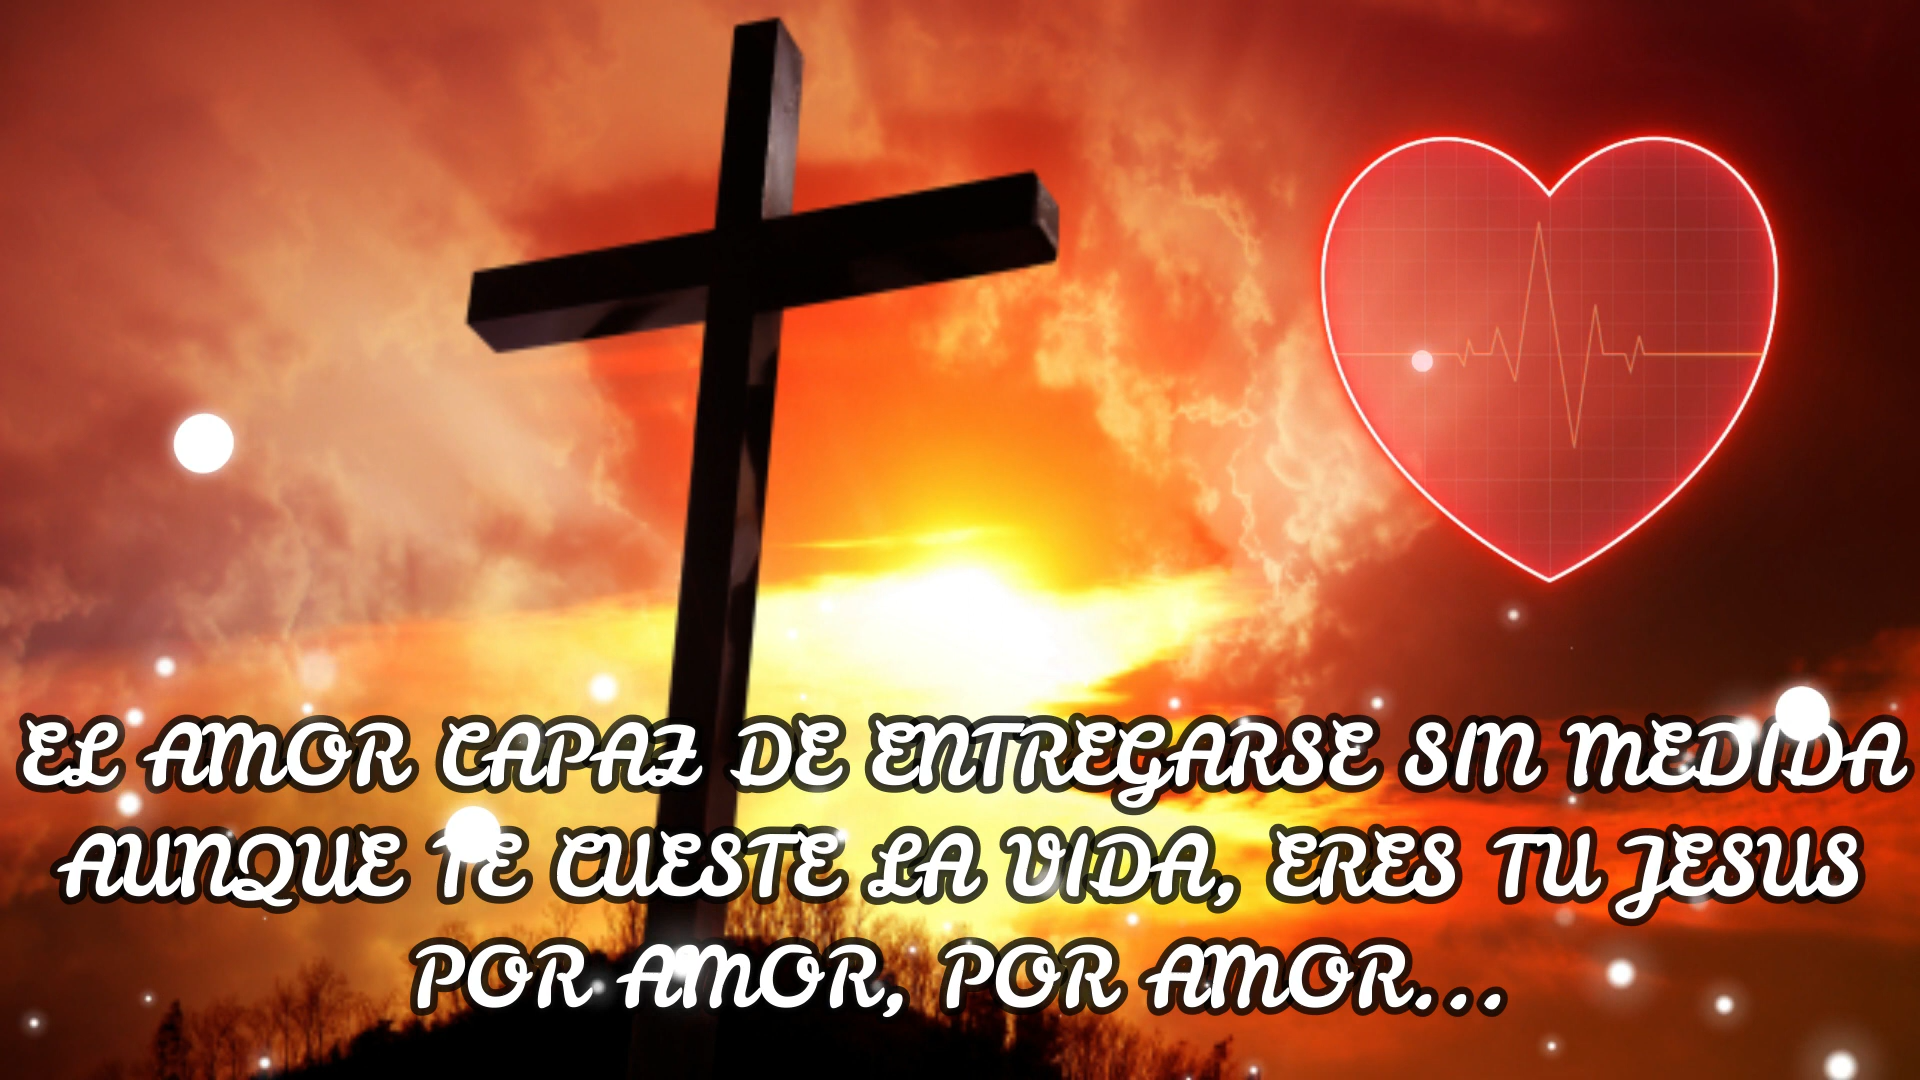 EL AMOR CAPAZ DE ENTREGARSE SIN MEDIDA
AUNQUE TE CUESTE LA VIDA, ERES TU JESUS
POR AMOR, POR AMOR...